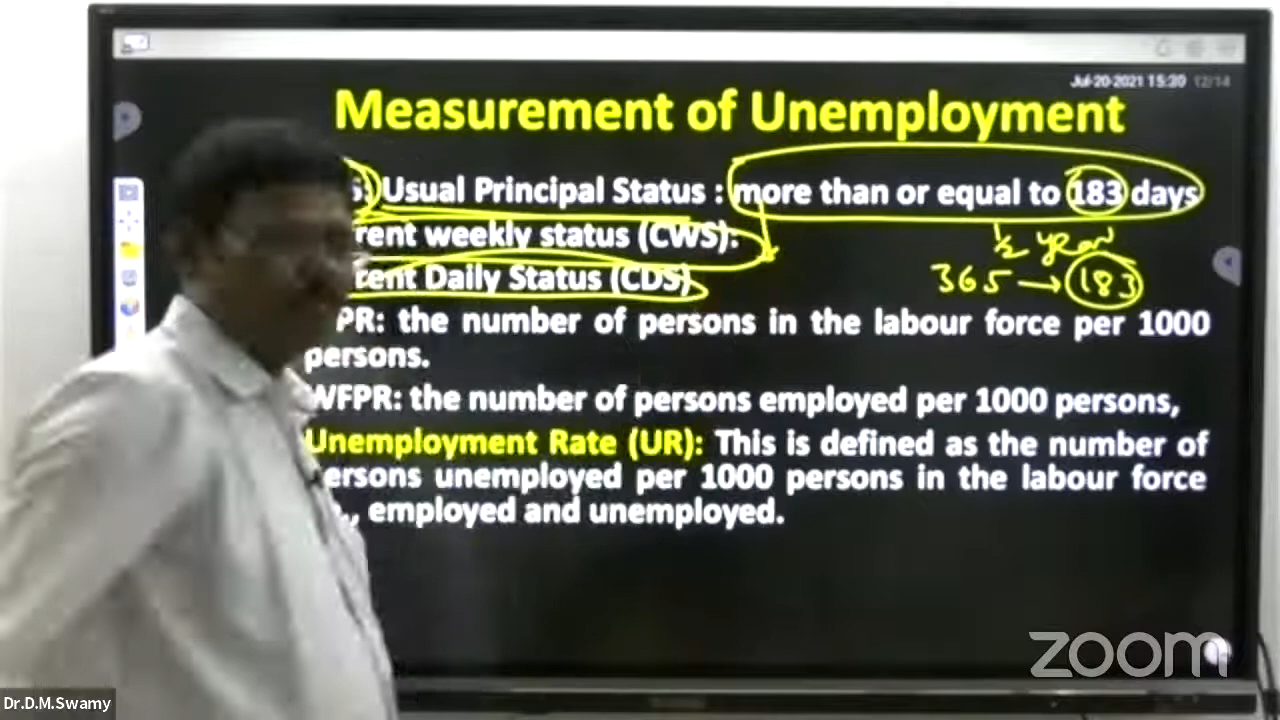 Jul-20-2021 15:30 12/14
Measurement of Unemployment
S: Usual Principal Status : more than or equal to 183 days
rent weekly status (CWS):
½ year
rent Daily Status (CDS)
365 → 183
PR: the number of persons in the labour force per 1000
persons.
WFPR: the number of persons employed per 1000 persons,
Unemployment Rate (UR): This is defined as the number of
ersons unemployed per 1000 persons in the labour force
., employed and unemployed.
zoom
Dr.D.M.Swamy